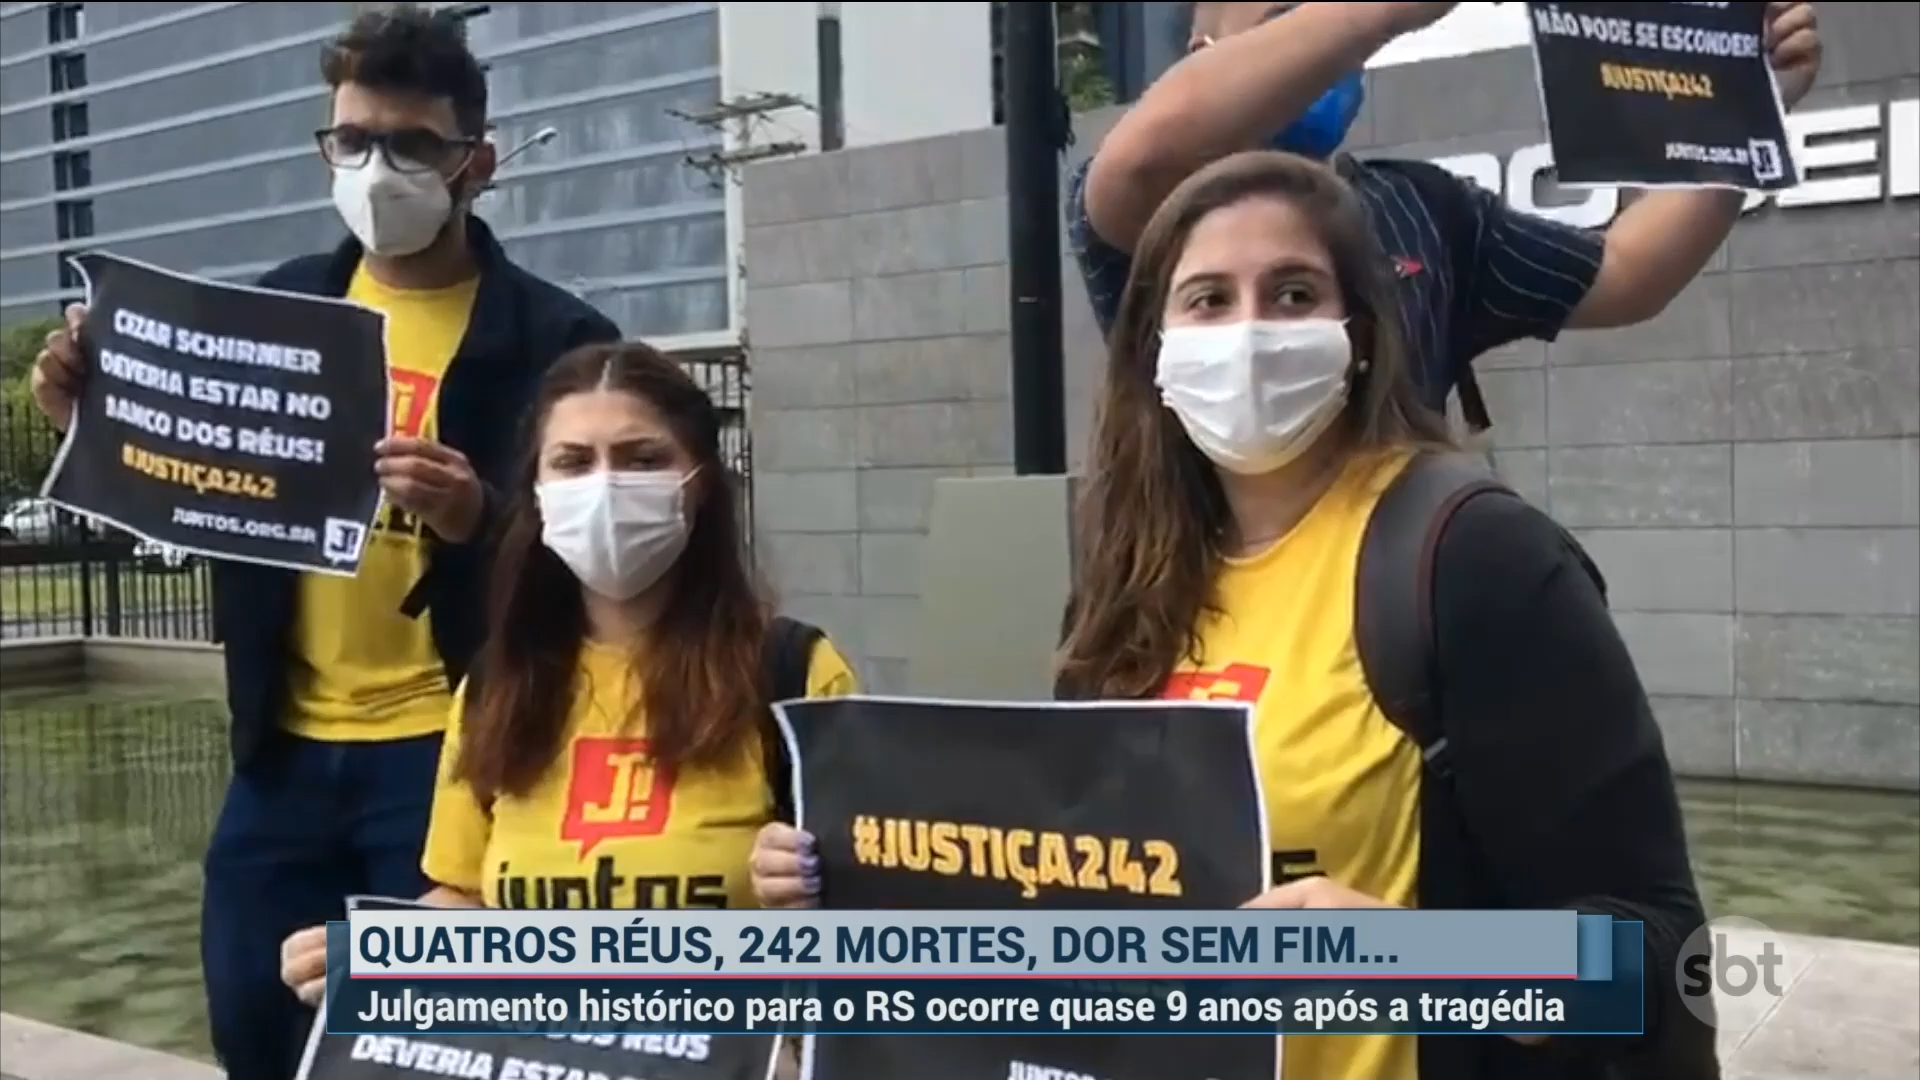 NÃO PODE SE ESCONDER!
#JUSTIÇA242
JUNTOS.ORG.BR
CEZAR SCHIRMER
DEVERIA ESTAR NO
BANCO DOS RÉUS!
#JUSTIÇA242
JUNTOS.ORG.BR
J!
juntos
#JUSTIÇA242
QUATROS RÉUS, 242 MORTES, DOR SEM FIM...
Julgamento histórico para o RS ocorre quase 9 anos após a tragédia
sbt
DOS RÉUS
DEVERIA ESTAR